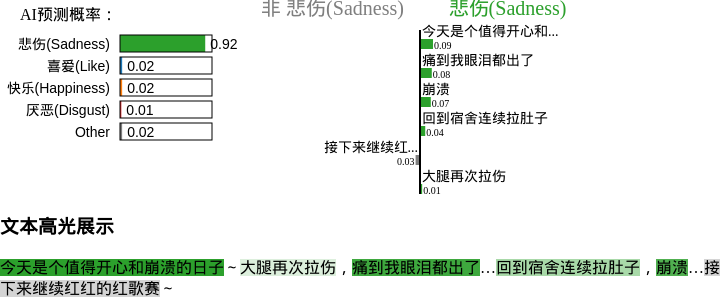 AI预测概率：
非 悲伤(Sadness) 悲伤(Sadness)
悲伤(Sadness) 0.92
喜爱(Like) 0.02
快乐(Happiness) 0.02
厌恶(Disgust) 0.01
Other 0.02
今天是个值得开心和...
0.09
痛到我眼泪都出了
0.08
崩溃
0.07
回到宿舍连续拉肚子
0.04
接下来继续红...
0.03
大腿再次拉伤
0.01
文本高光展示
今天是个值得开心和崩溃的日子 ~ 大腿再次拉伤，痛到我眼泪都出了…回到宿舍连续拉肚子，崩溃…接
下来继续红红的红歌赛 ~